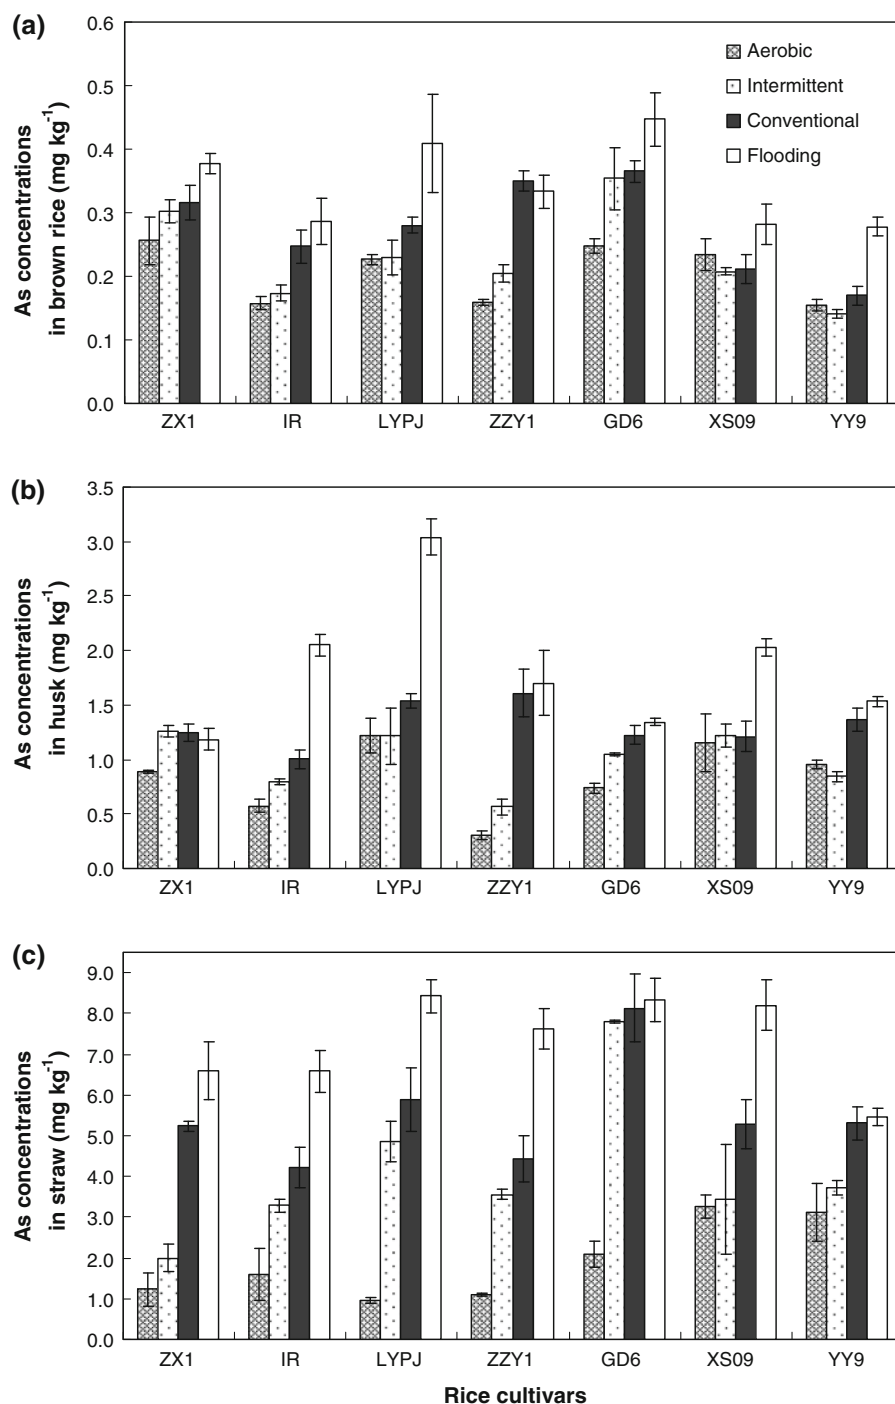 (a)
As concentrations
in brown rice (mg kg⁻¹)
0.6
0.5
0.4
0.3
0.2
0.1
0.0
Aerobic
Intermittent
Conventional
Flooding
ZX1 IR LYPJ ZZY1 GD6 XS09 YY9
(b)
As concentrations
in husk (mg kg⁻¹)
3.5
3.0
2.5
2.0
1.5
1.0
0.5
0.0
ZX1 IR LYPJ ZZY1 GD6 XS09 YY9
(c)
As concentrations
in straw (mg kg⁻¹)
9.0
8.0
7.0
6.0
5.0
4.0
3.0
2.0
1.0
0.0
ZX1 IR LYPJ ZZY1 GD6 XS09 YY9
Rice cultivars